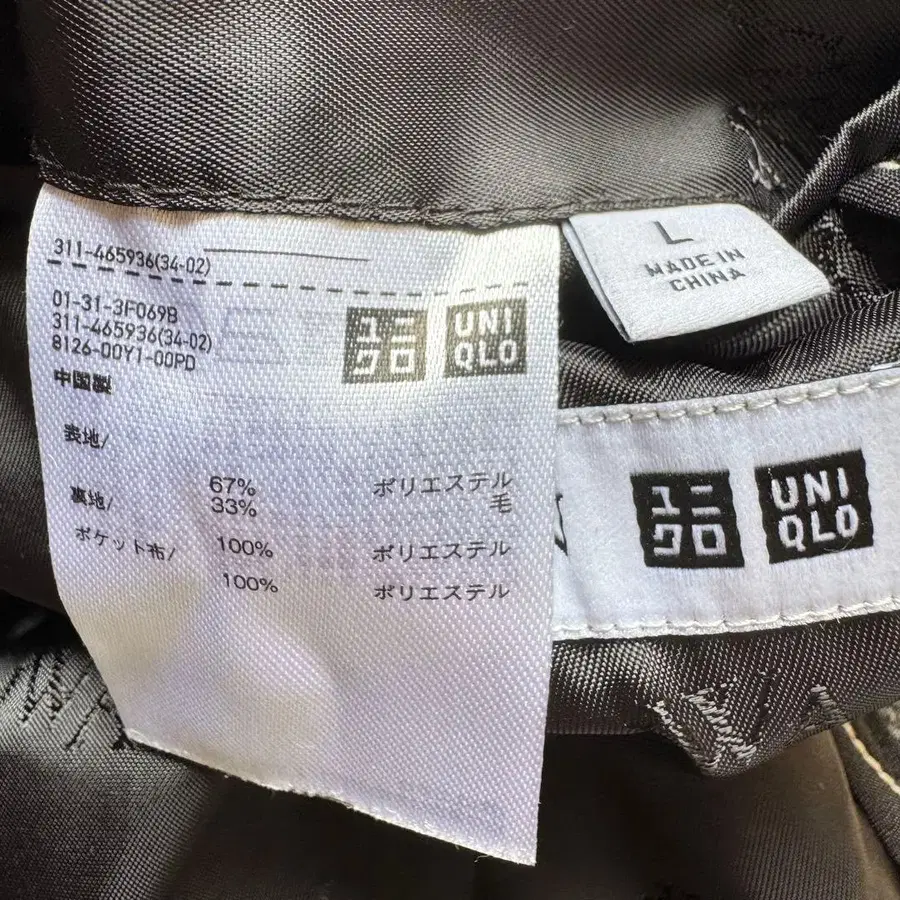 311-465936(34-02)
01-31-3F069B
311-465936(34-02)
8126-00Y1-00PD
中国製
ユニ
クロ
UNI
QLO
表地/
67% ポリエステル
33% 毛
裏地/
100% ポリエステル
ポケット布/
100% ポリエステル
L
MADE IN
CHINA
ユニ
クロ
UNI
QLO